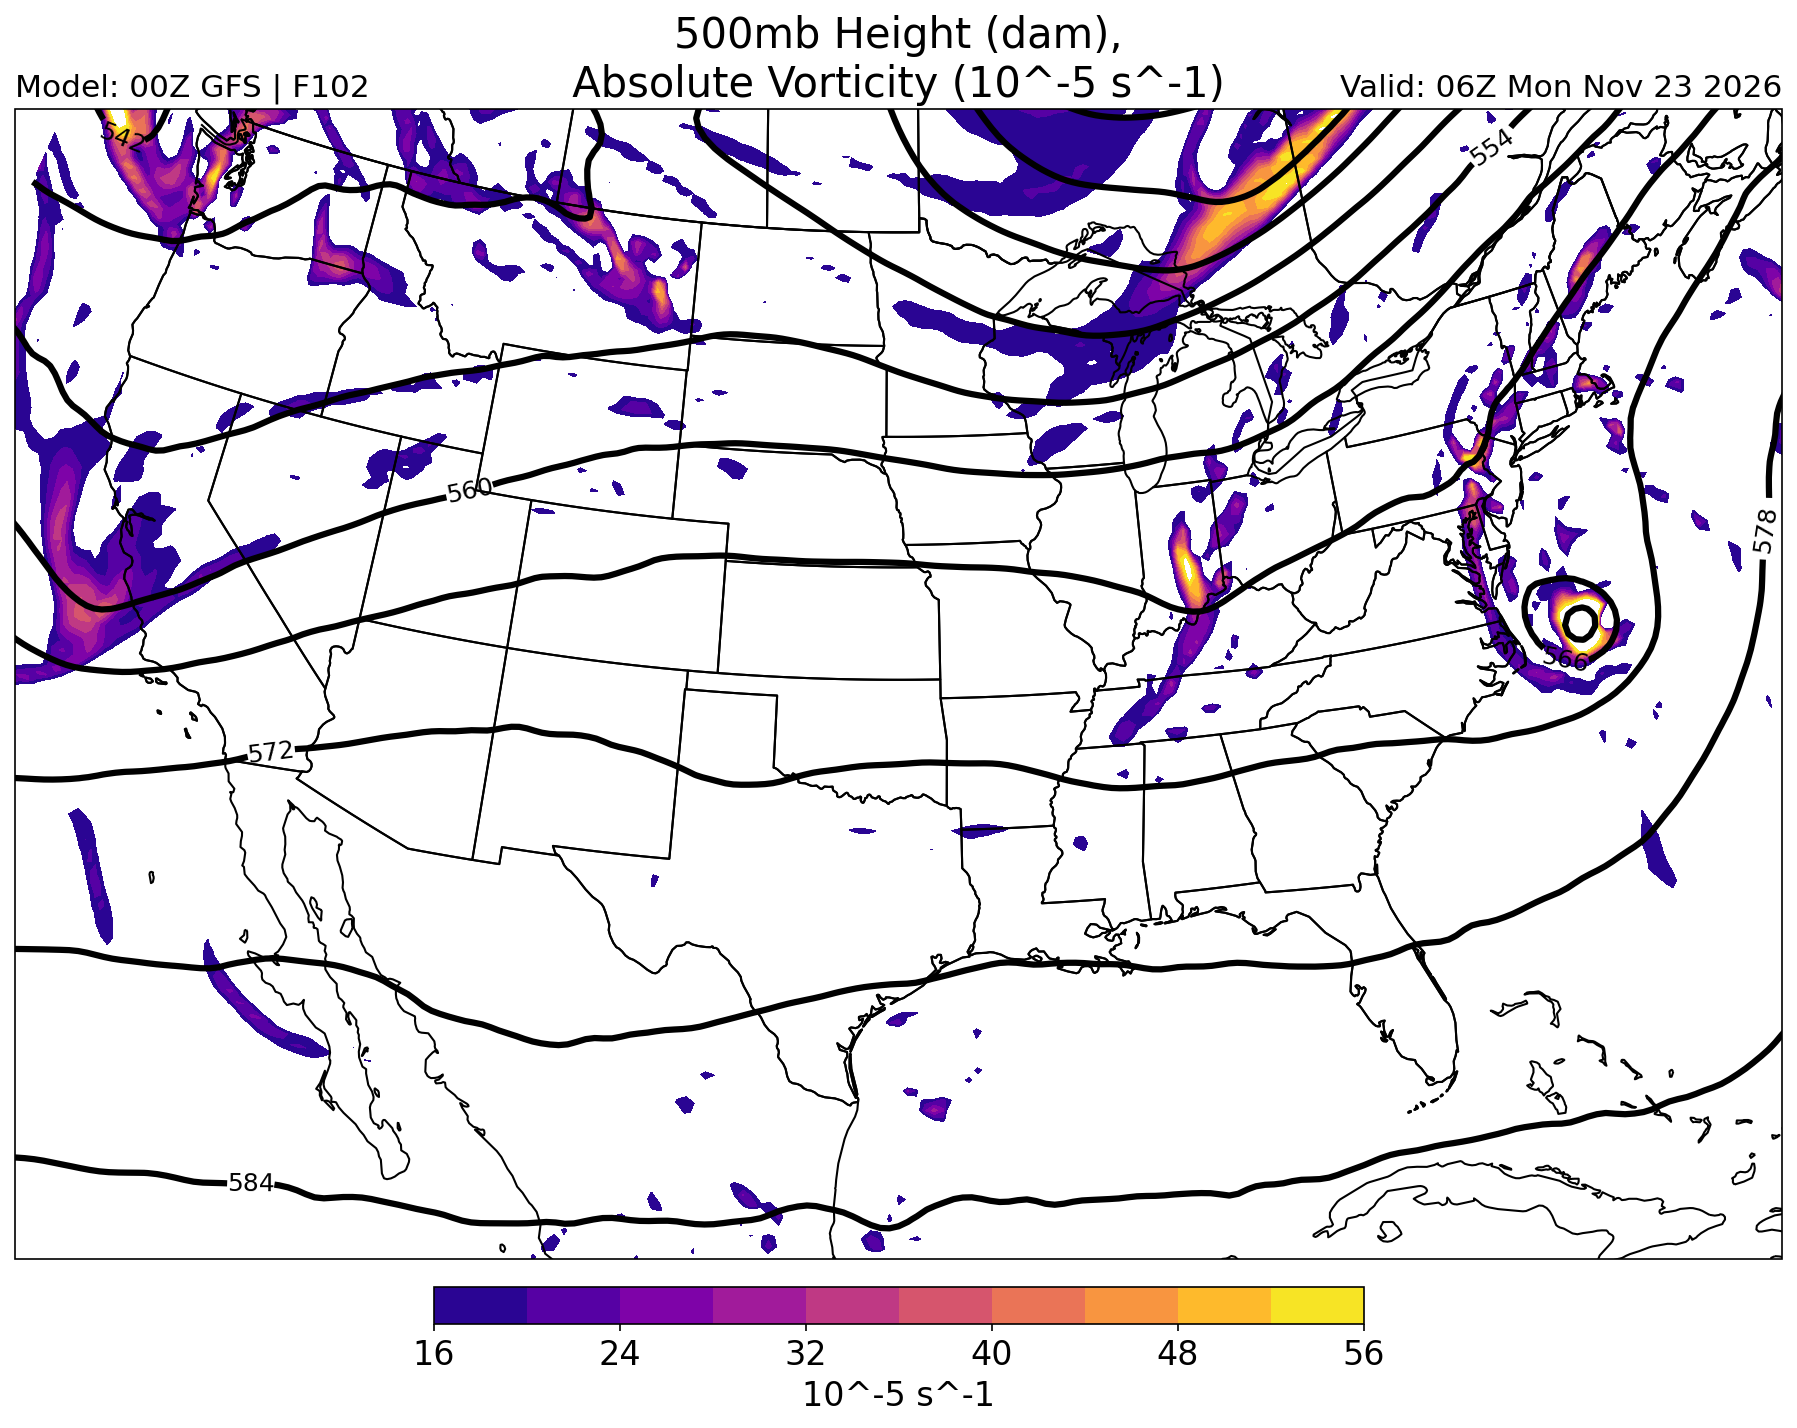 500mb Height (dam),
Model: 00Z GFS | F102
Absolute Vorticity (10^-5 s^-1)
Valid: 06Z Mon Nov 23 2026
542
554
560
578
566
572
584
16 24 32 40 48 56
10^-5 s^-1